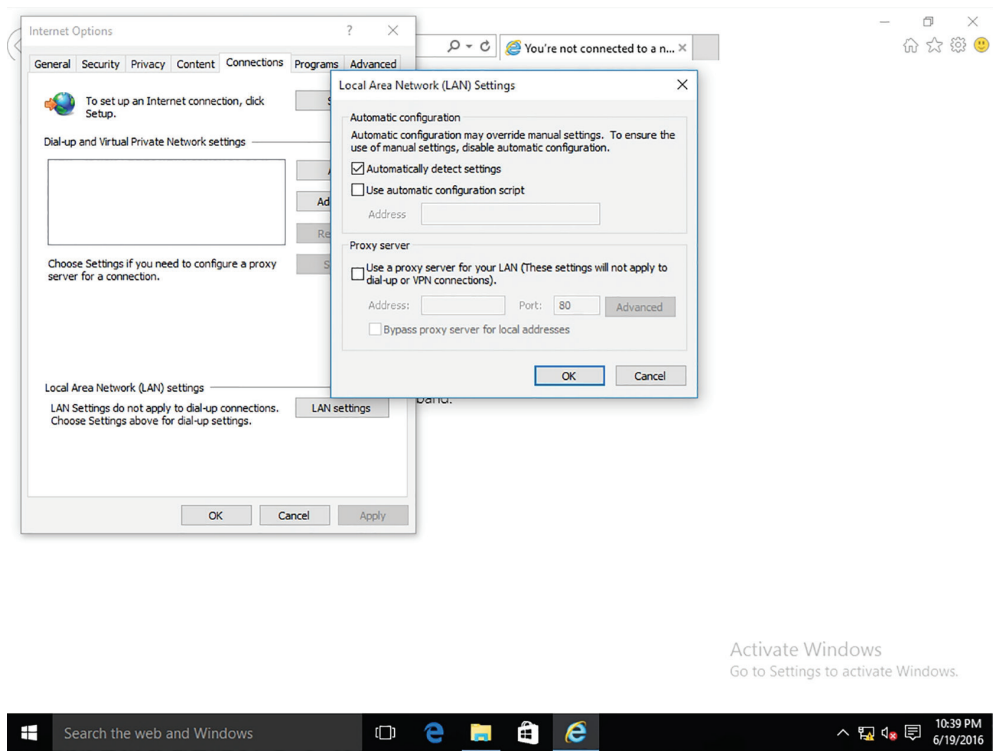 Internet Options
?
You're not connected to a n...
General Security Privacy Content Connections Programs Advanced
To set up an Internet connection, click
Setup.
Dial-up and Virtual Private Network settings
Ad
Re
Choose Settings if you need to configure a proxy
server for a connection.
S
Local Area Network (LAN) settings
LAN Settings do not apply to dial-up connections.
Choose Settings above for dial-up settings.
LAN settings
OK
Cancel
Apply
Local Area Network (LAN) Settings
Automatic configuration
Automatic configuration may override manual settings. To ensure the
use of manual settings, disable automatic configuration.
Automatically detect settings
Use automatic configuration script
Address
Proxy server
Use a proxy server for your LAN (These settings will not apply to
dial-up or VPN connections).
Address:
Port: 80
Advanced
Bypass proxy server for local addresses
OK
Cancel
Activate Windows
Go to Settings to activate Windows.
Search the web and Windows
10:39 PM
6/19/2016